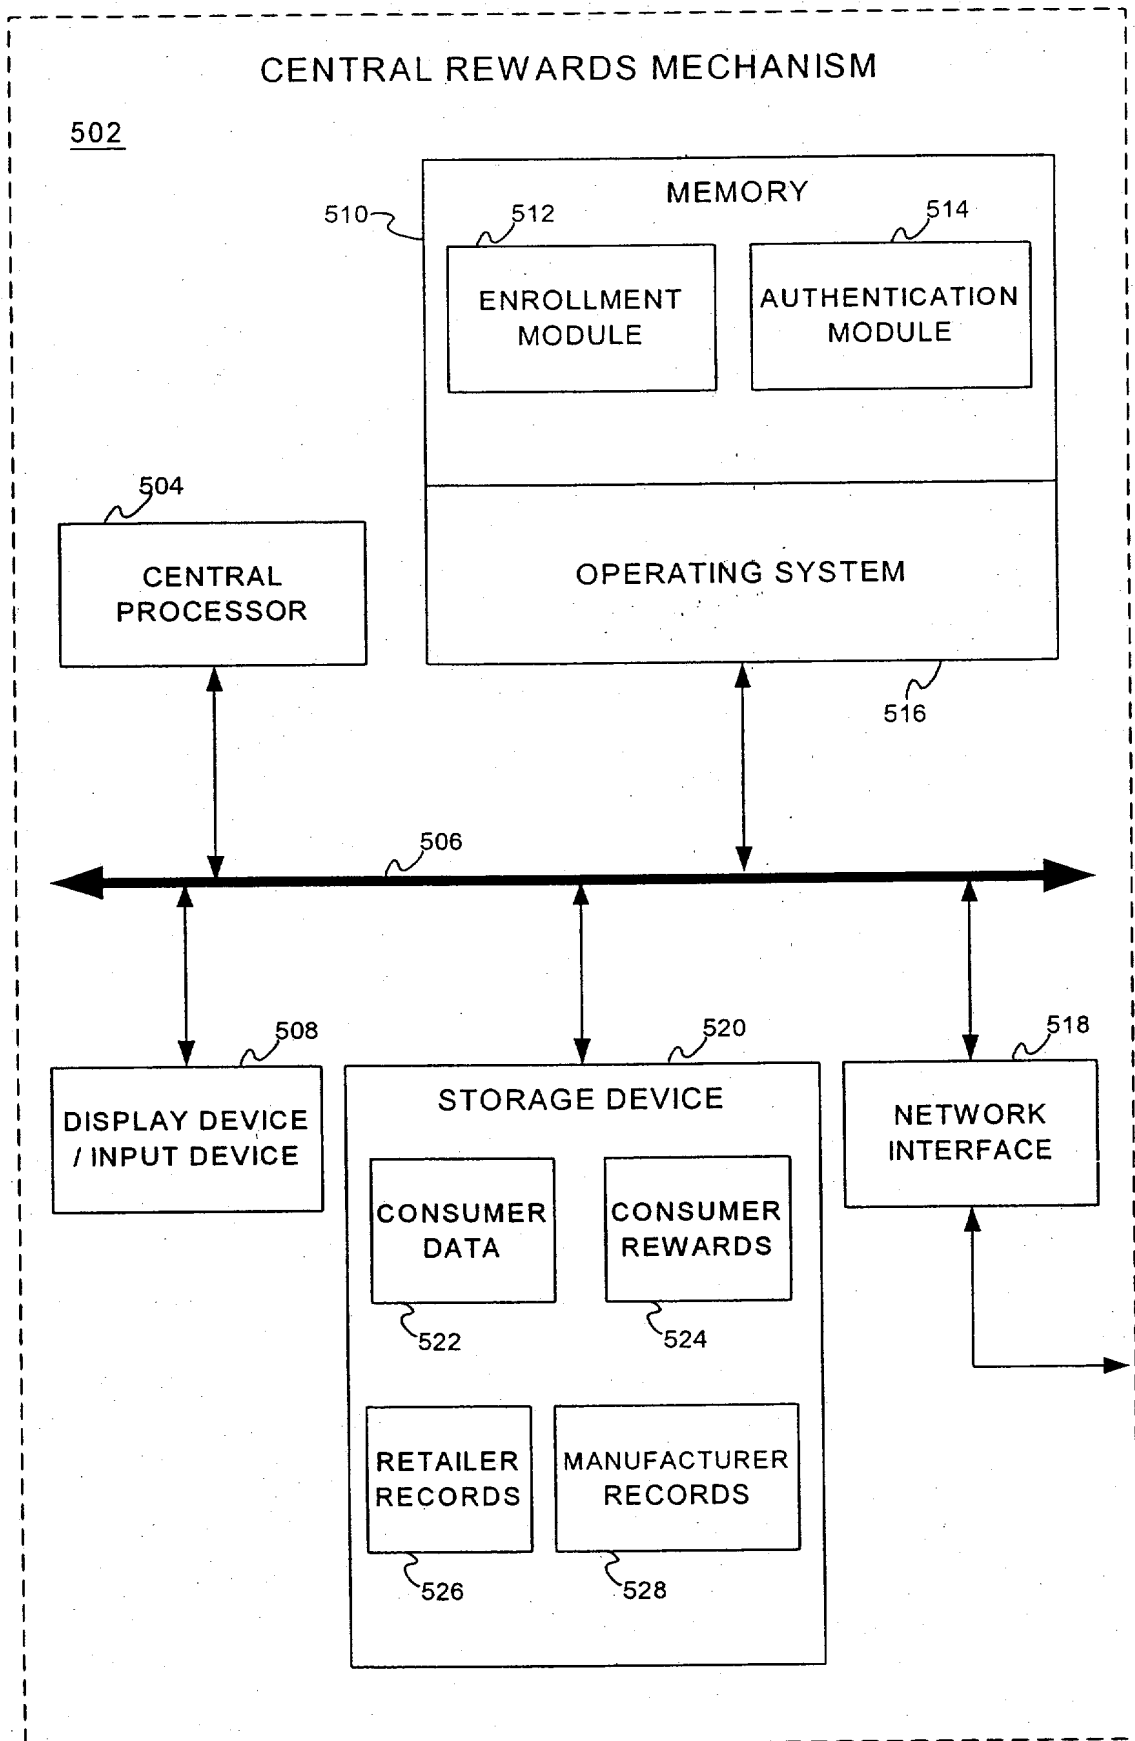 CENTRAL REWARDS MECHANISM
502
MEMORY
510
512
514
ENROLLMENT
MODULE
AUTHENTICATION
MODULE
504
CENTRAL
PROCESSOR
OPERATING SYSTEM
516
506
508
520
518
DISPLAY DEVICE
/ INPUT DEVICE
STORAGE DEVICE
NETWORK
INTERFACE
CONSUMER
DATA
CONSUMER
REWARDS
522
524
RETAILER
RECORDS
MANUFACTURER
RECORDS
526
528